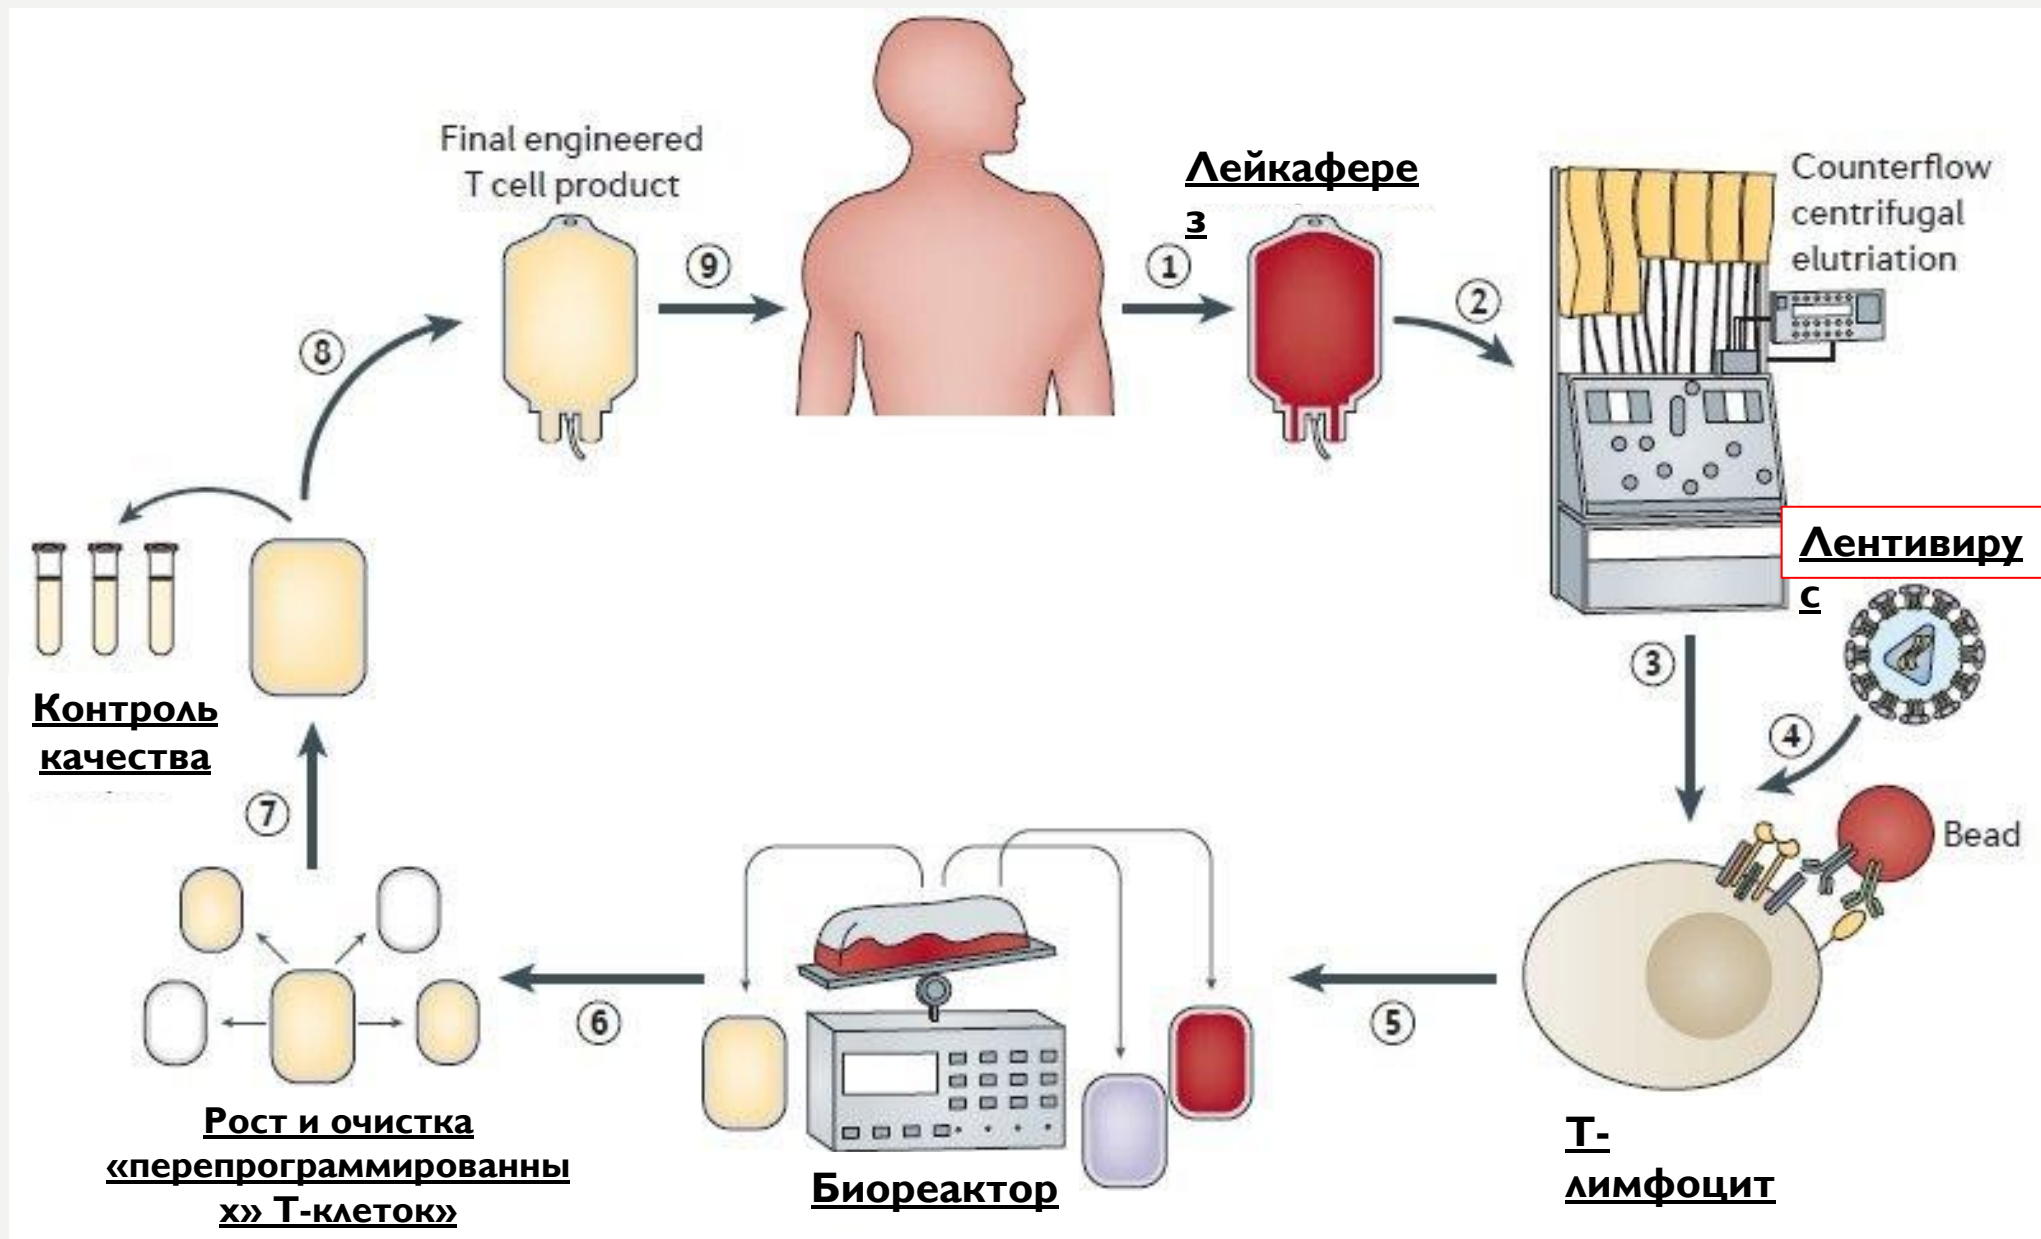 Final engineered
T cell product
Лейкафере
з
Counterflow
centrifugal
elutriation
9
1
2
8
Лентивиру
с
3
4
Контроль
качества
7
Bead
6
5
Рост и очистка
«перепрограммированны
х» Т-клеток»
Биореактор
Т-
лимфоцит